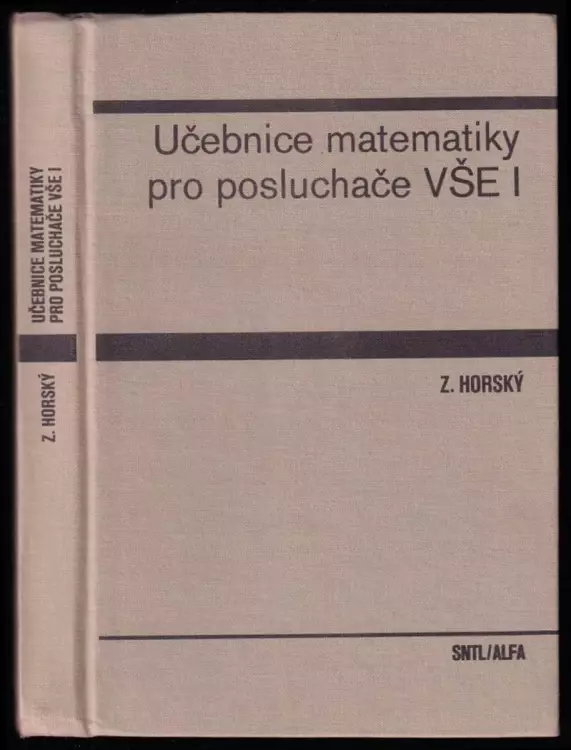 Učebnice matematiky
pro posluchače VŠE I
Z. HORSKÝ
SNTL/ALFA
UČEBNICE MATEMATIKY
PRO POSLUCHAČE VŠE I
Z. HORSKÝ